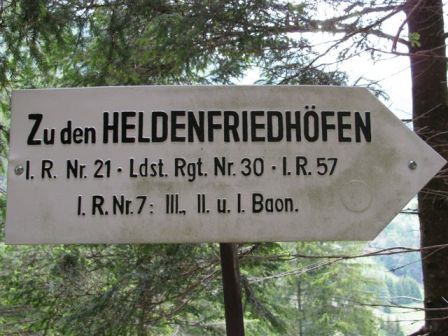 Zu den HELDENFRIEDHÖFEN
I. R. Nr. 21 · Ldst. Rgt. Nr. 30 · I. R. 57
I. R. Nr. 7: III., II. u. I. Baon.